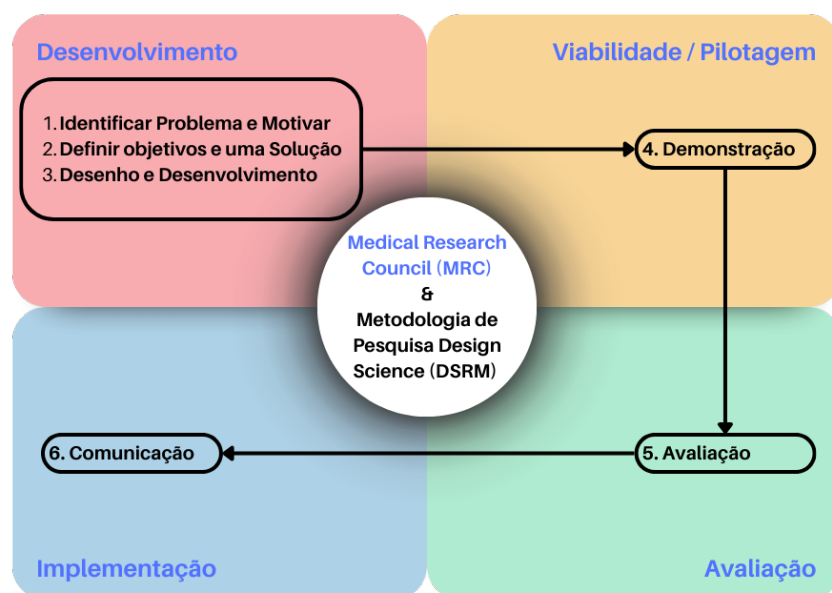 Desenvolvimento
Viabilidade / Pilotagem
1. Identificar Problema e Motivar
2. Definir objetivos e uma Solução
3. Desenho e Desenvolvimento
4. Demonstração
Medical Research
Council (MRC)
&
Metodologia de
Pesquisa Design
Science (DSRM)
6. Comunicação
5. Avaliação
Implementação
Avaliação